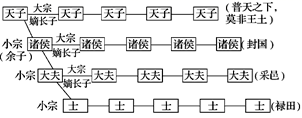 天子 大宗 天子 天子 天子 天子 (普天之下，
嫡长子 莫非王土)
小宗 诸侯 大宗 诸侯 诸侯 诸侯 诸侯 (封国)
(余子) 嫡长子
小宗 大夫 大宗 大夫 大夫 大夫 大夫 (采邑)
嫡长子
小宗 士 士 士 士 士 (禄田)